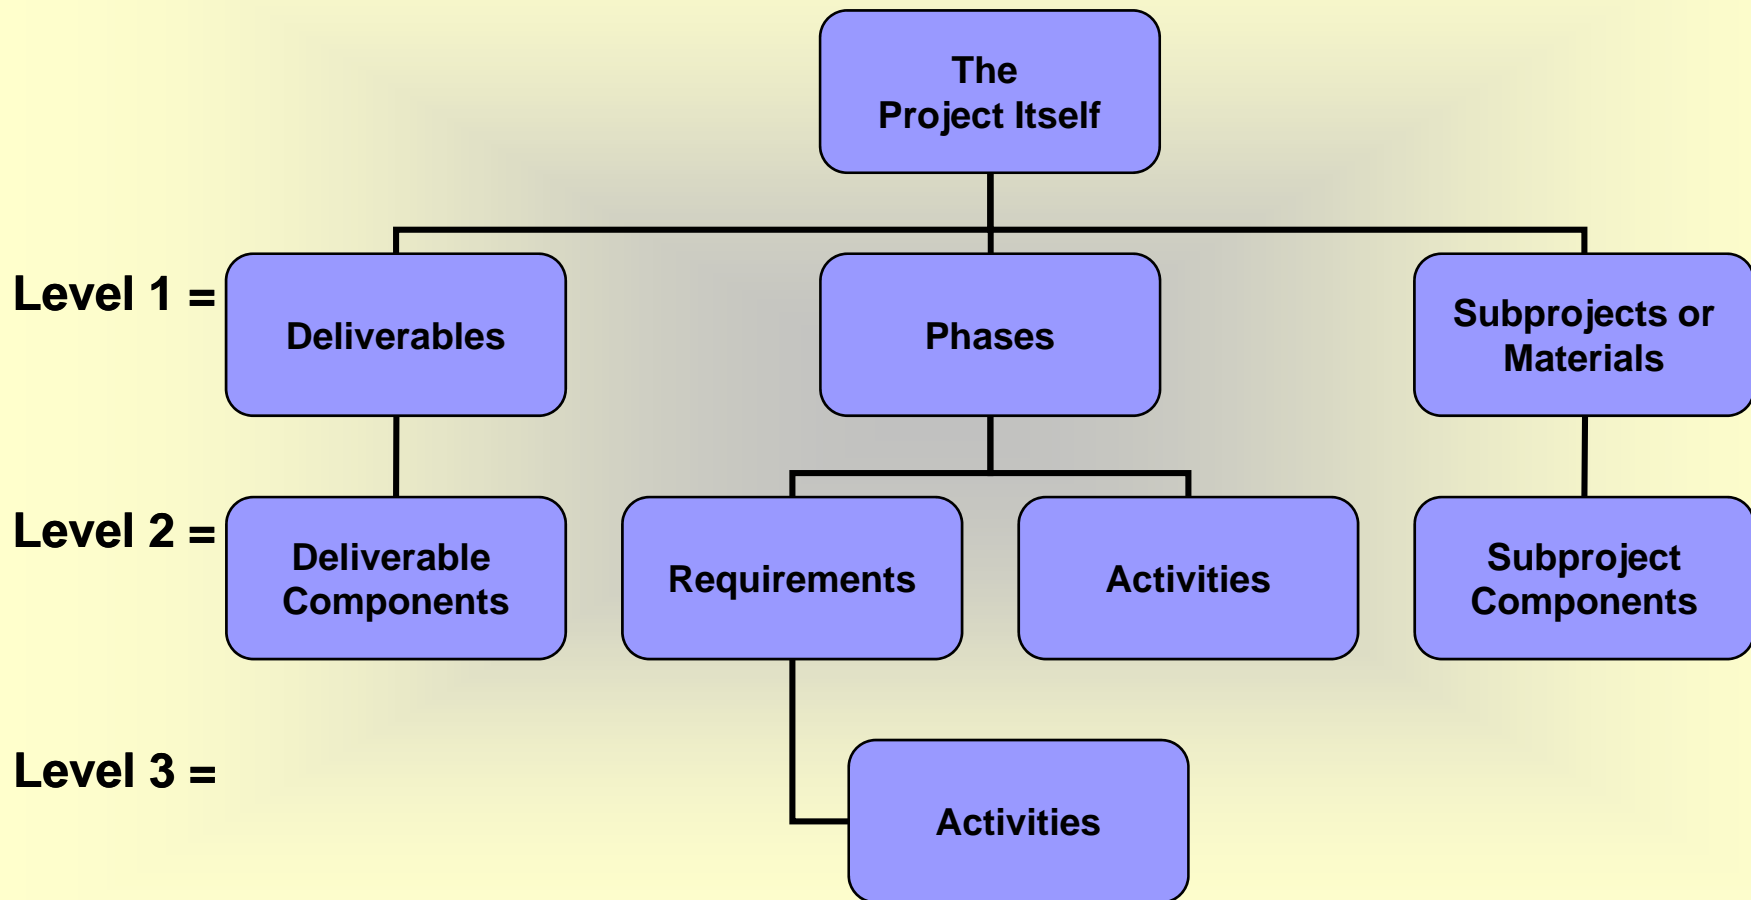 The
Project Itself
Level 1 =
Deliverables
Phases
Subprojects or
Materials
Level 2 =
Deliverable
Components
Requirements
Activities
Subproject
Components
Level 3 =
Activities